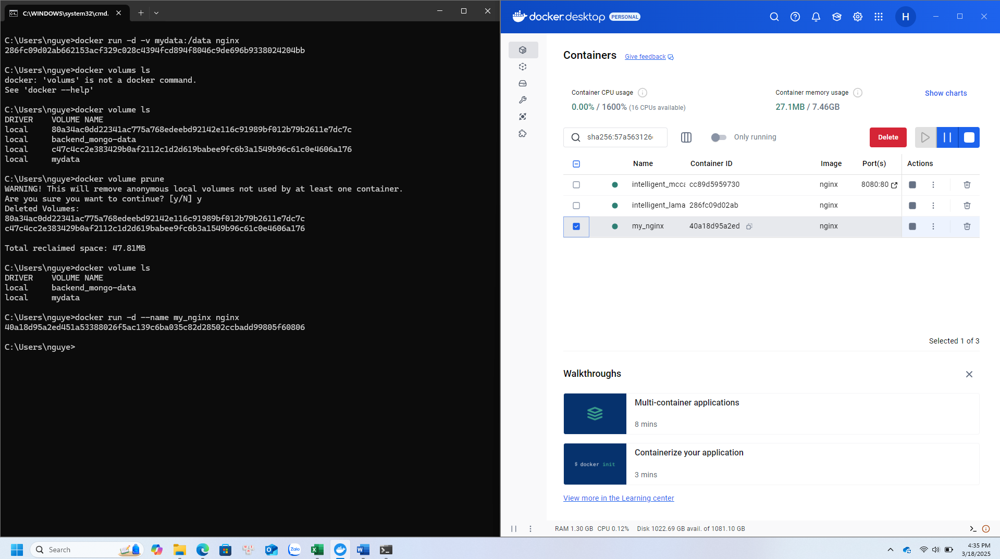 C:\WINDOWS\system32\cmd.
C:\Users\nguye>docker run -d -v mydata:/data nginx
286fc09d02ab662153acf329c028c4394fcd894f8046c9de696b9338024204bb
C:\Users\nguye>docker volums ls
docker: 'volums' is not a docker command.
See 'docker --help'
C:\Users\nguye>docker volume ls
DRIVER    VOLUME NAME
local     80a34ac0dd22341ac775a768edeebd92142e116c91989bf012b79b2611e7dc7c
local     backend_mongo-data
local     c47c4cc2e383429b0af2112c1d2d619babee9fc6b3a1549b96c61c0e4606a176
local     mydata
C:\Users\nguye>docker volume prune
WARNING! This will remove anonymous local volumes not used by at least one container.
Are you sure you want to continue? [y/N] y
Deleted Volumes:
80a34ac0dd22341ac775a768edeebd92142e116c91989bf012b79b2611e7dc7c
c47c4cc2e383429b0af2112c1d2d619babee9fc6b3a1549b96c61c0e4606a176
Total reclaimed space: 47.81MB
C:\Users\nguye>docker volume ls
DRIVER    VOLUME NAME
local     backend_mongo-data
local     mydata
C:\Users\nguye>docker run -d --name my_nginx nginx
40a18d95a2ed451a53388026f5ac139c6ba035c82d28502ccbadd99805f60806
C:\Users\nguye>
docker.desktop PERSONAL
H
Containers Give feedback
Container CPU usage
0.00% / 1600% (16 CPUs available)
Container memory usage
27.1MB / 7.46GB
Show charts
sha256:57a563126
Only running
Delete
Name Container ID Image Port(s) Actions
intelligent_mcca cc89d5959730 nginx 8080:80
intelligent_lama 286fc09d02ab nginx
my_nginx 40a18d95a2ed nginx
Selected 1 of 3
Walkthroughs
Multi-container applications
8 mins
$ docker init
Containerize your application
3 mins
View more in the Learning center
RAM 1.30 GB CPU 0.12% Disk 1022.69 GB avail. of 1081.10 GB
Search
Zalo
4:35 PM
3/18/2025